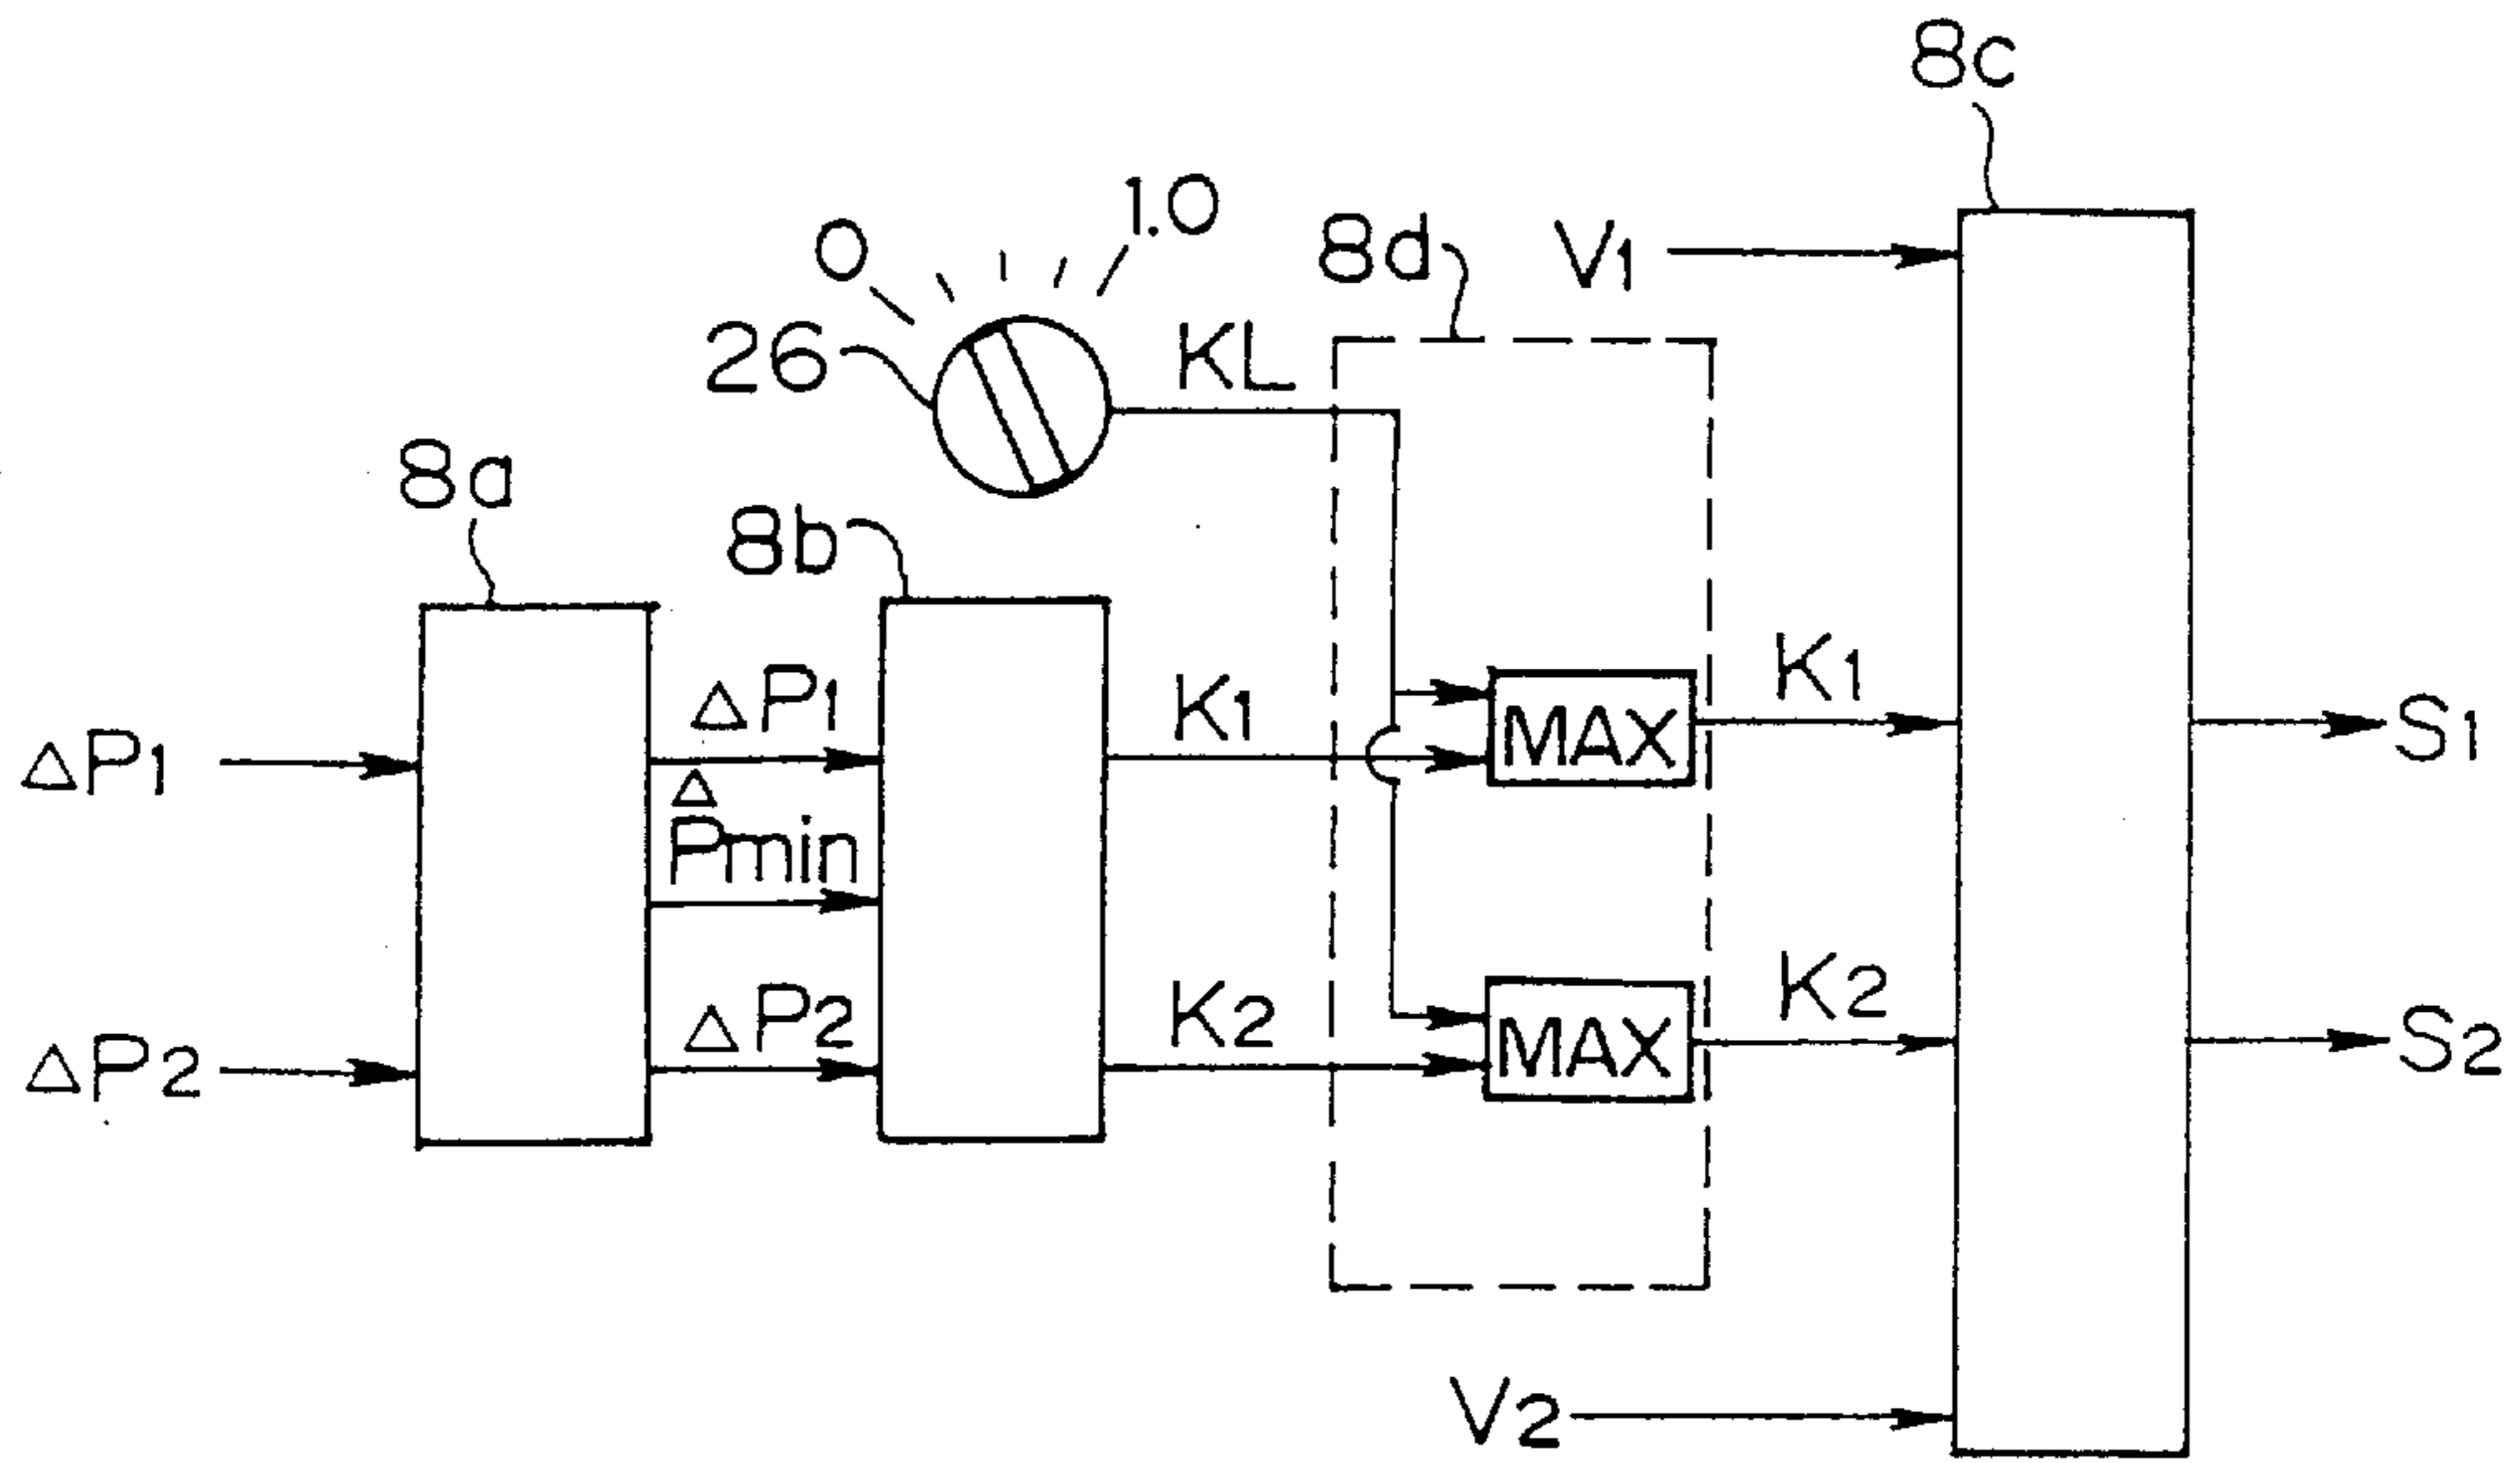 8c
1.0
0
8d
V1
26
KL
8a
8b
K1
ΔP1
K1
MAX
S1
ΔP1
Δ
Pmin
K2
ΔP2
K2
MAX
S2
ΔP2
V2